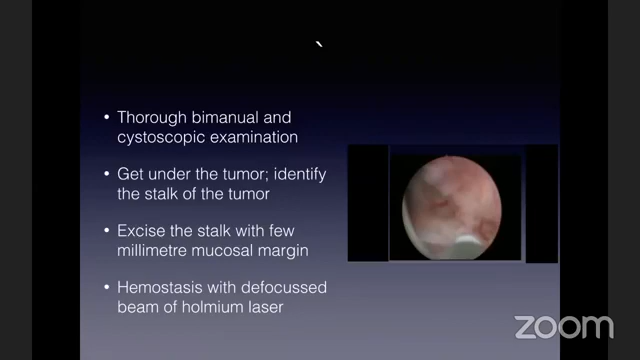 `
• Thorough bimanual and
cystoscopic examination
• Get under the tumor; identify
the stalk of the tumor
• Excise the stalk with few
millimetre mucosal margin
• Hemostasis with defocussed
beam of holmium laser
zoom